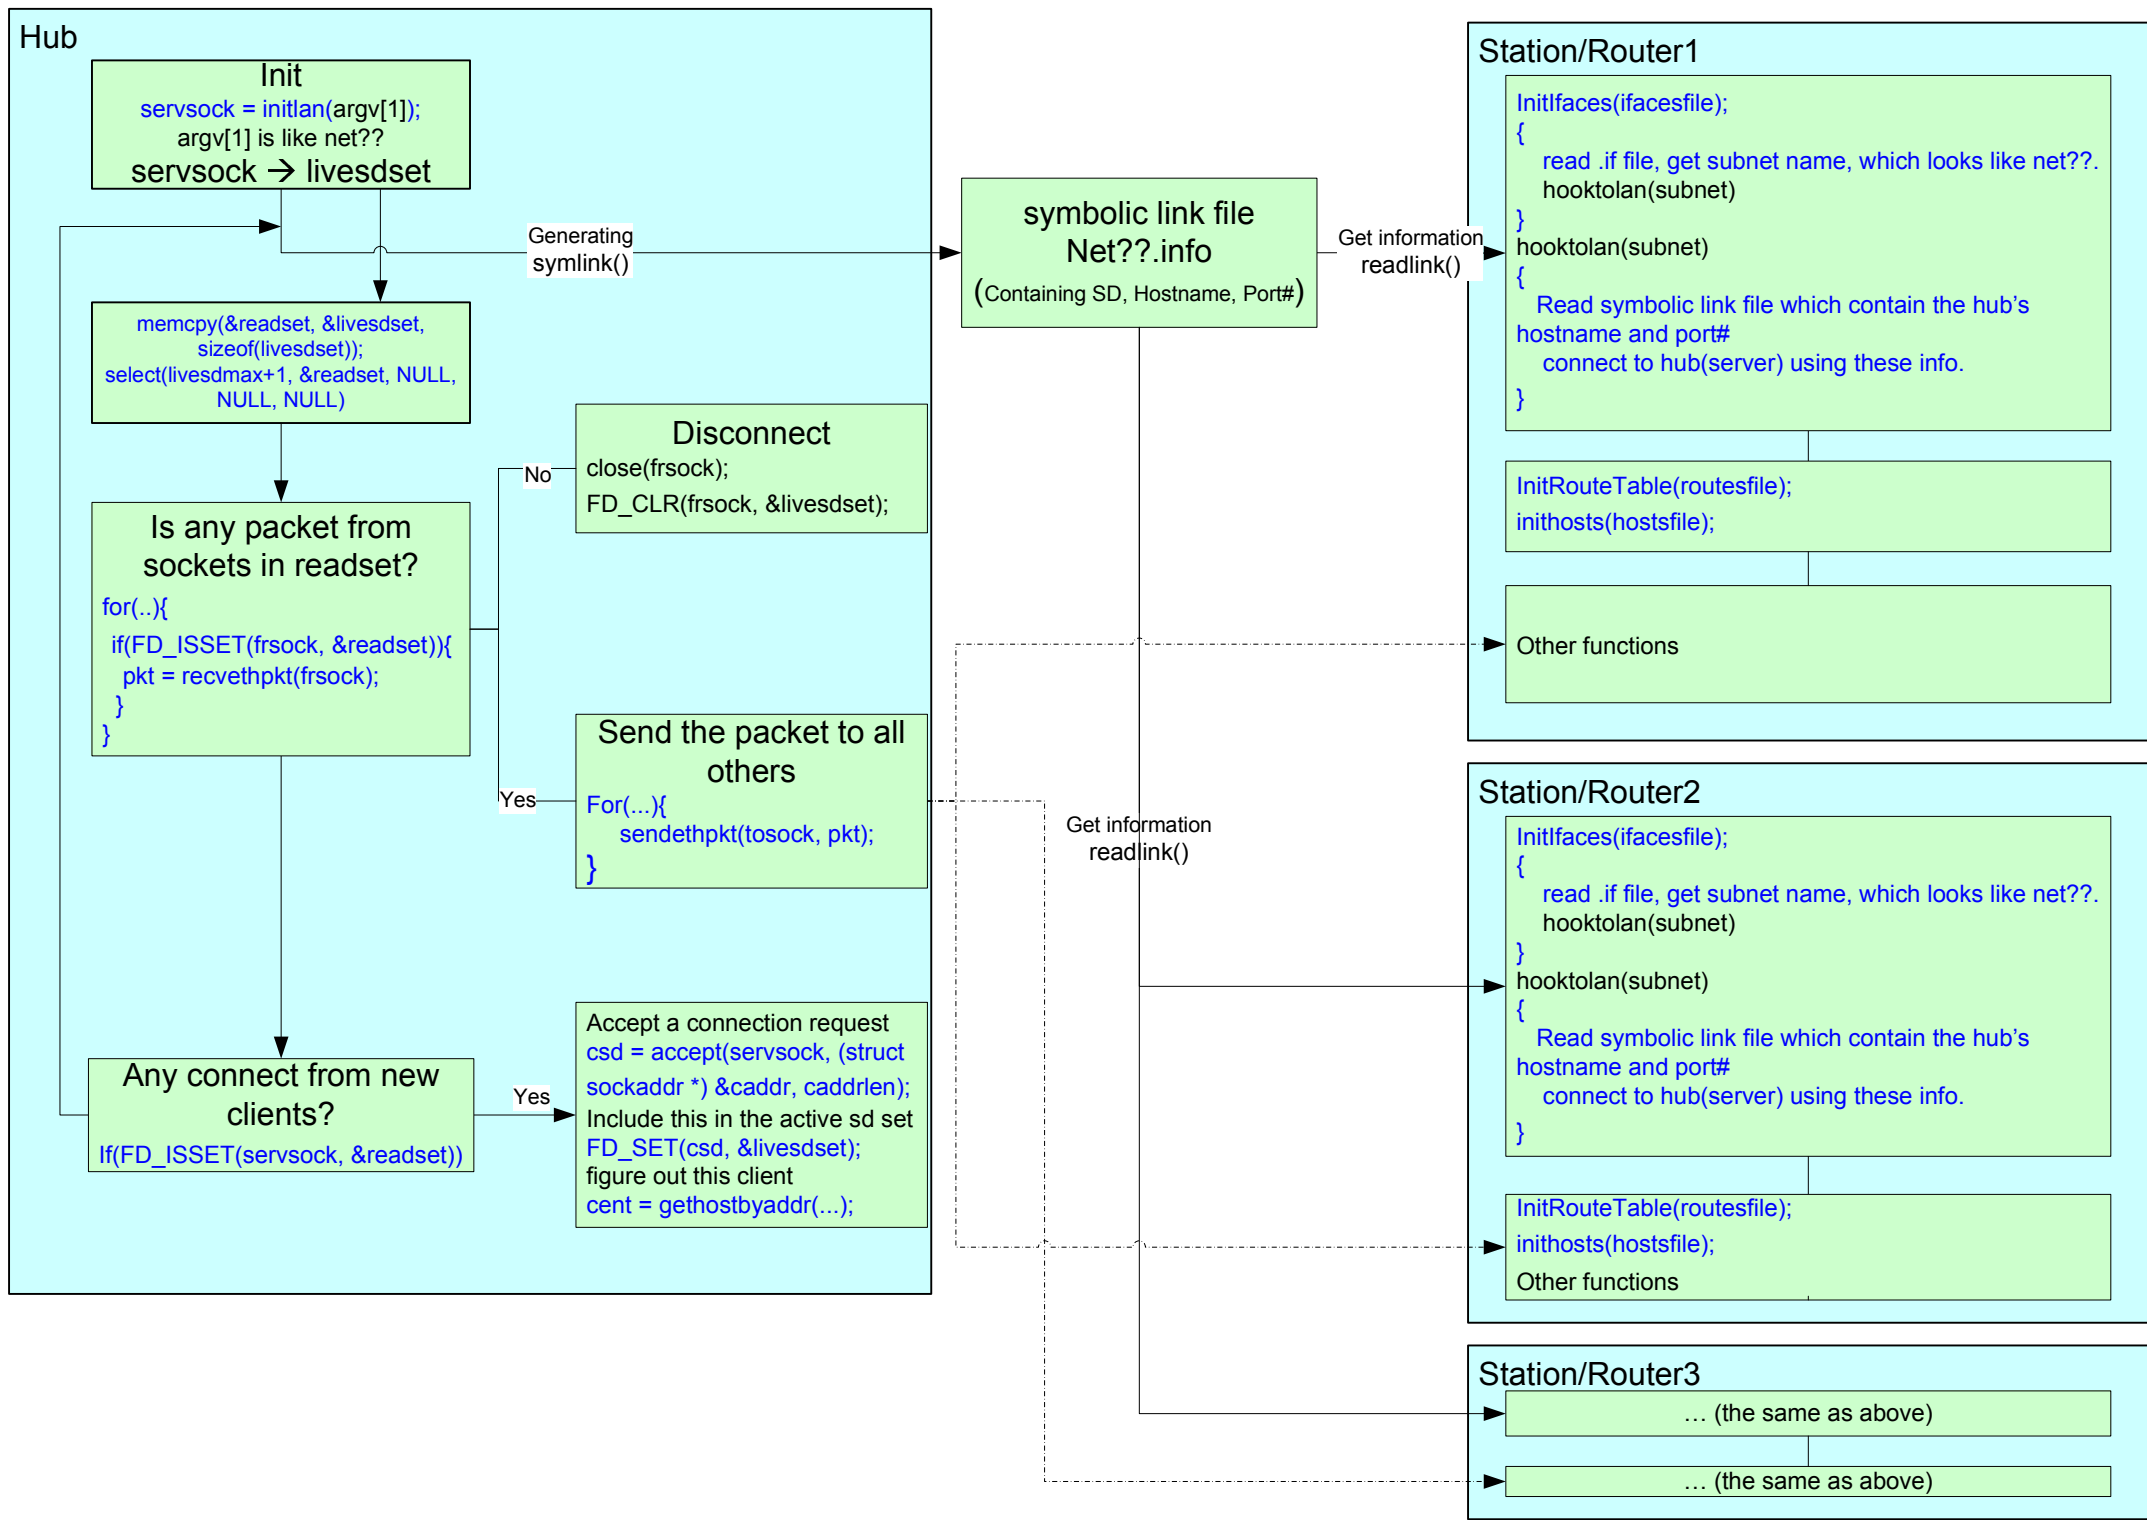 Hub
Init
servsock = initlan(argv[1]);
argv[1] is like net??
servsock → livesdset
Generating
symlink()
memcpy(&readset, &livesdset,
sizeof(livesdset));
select(livesdmax+1, &readset, NULL,
NULL, NULL)
Is any packet from
sockets in readset?
for(..){
if(FD_ISSET(frsock, &readset)){
pkt = recvethpkt(frsock);
}
}
No
Disconnect
close(frsock);
FD_CLR(frsock, &livesdset);
Yes
Send the packet to all
others
For(...){
sendethpkt(tosock, pkt);
}
Any connect from new
clients?
If(FD_ISSET(servsock, &readset))
Yes
Accept a connection request
csd = accept(servsock, (struct
sockaddr *) &caddr, caddrlen);
Include this in the active sd set
FD_SET(csd, &livesdset);
figure out this client
cent = gethostbyaddr(...);
symbolic link file
Net??.info
(Containing SD, Hostname, Port#)
Get information
readlink()
Get information
readlink()
Station/Router1
InitIfaces(ifacesfile);
{
read .if file, get subnet name, which looks like net??.
hooktolan(subnet)
}
hooktolan(subnet)
{
Read symbolic link file which contain the hub's
hostname and port#
connect to hub(server) using these info.
}
InitRouteTable(routesfile);
inithosts(hostsfile);
Other functions
Station/Router2
InitIfaces(ifacesfile);
{
read .if file, get subnet name, which looks like net??.
hooktolan(subnet)
}
hooktolan(subnet)
{
Read symbolic link file which contain the hub's
hostname and port#
connect to hub(server) using these info.
}
InitRouteTable(routesfile);
inithosts(hostsfile);
Other functions
Station/Router3
… (the same as above)
… (the same as above)